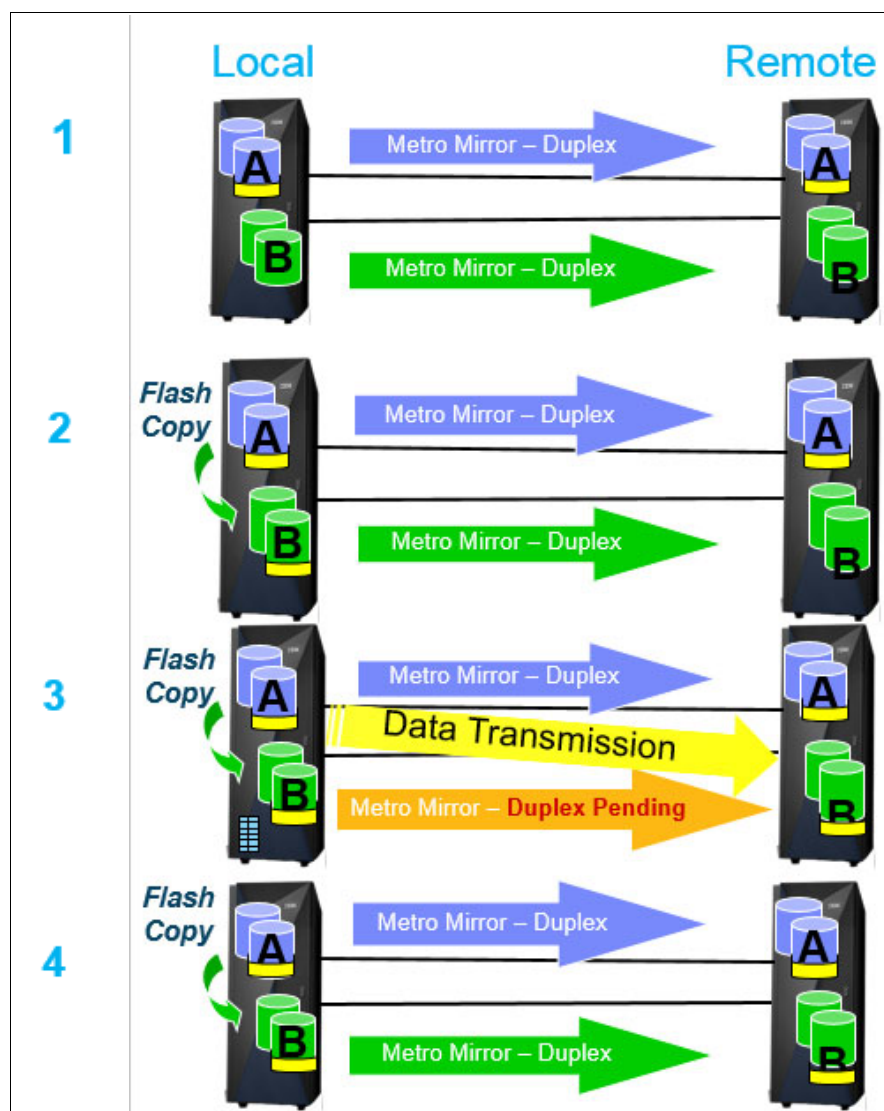 Local Remote
1
A
Metro Mirror – Duplex
A
B
Metro Mirror – Duplex
B
2
Flash
Copy
A
Metro Mirror – Duplex
A
B
Metro Mirror – Duplex
B
3
Flash
Copy
A
Metro Mirror – Duplex
A
Data Transmission
B
Metro Mirror – Duplex Pending
B
4
Flash
Copy
A
Metro Mirror – Duplex
A
B
Metro Mirror – Duplex
B